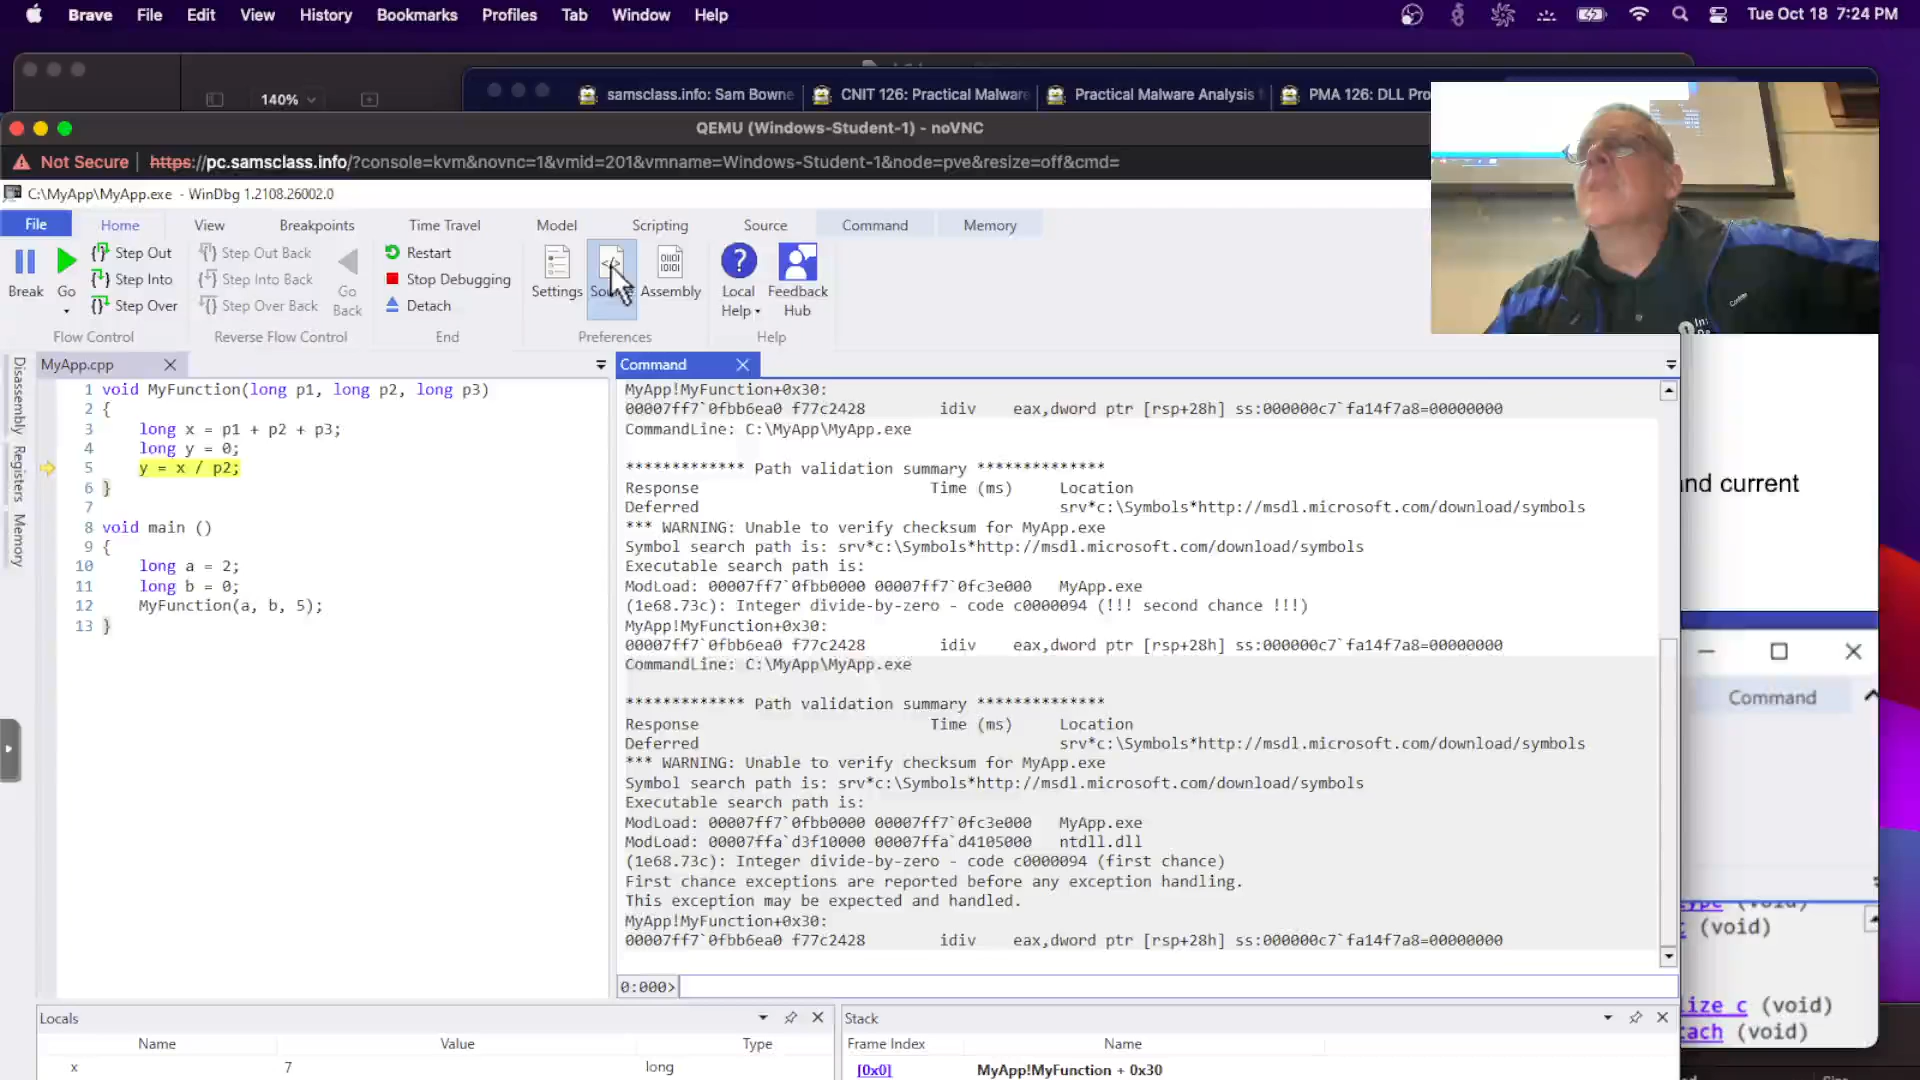 Brave File Edit View History Bookmarks Profiles Tab Window Help
Tue Oct 18 7:24 PM
140%
samsclass.info: Sam Bowne
CNIT 126: Practical Malware
Practical Malware Analysis
PMA 126: DLL Pro
QEMU (Windows-Student-1) - noVNC
Not Secure https://pc.samsclass.info/?console=kvm&novnc=1&vmid=201&vmname=Windows-Student-1&node=pve&resize=off&cmd=
C:\MyApp\MyApp.exe - WinDbg 1.2108.26002.0
File Home View Breakpoints Time Travel Model Scripting Source Command Memory
Break
Go
Step Out
Step Into
Step Over
Flow Control
Step Out Back
Step Into Back
Step Over Back
Go Back
Reverse Flow Control
Restart
Stop Debugging
Detach
End
Settings
Assembly
Preferences
Local Help
Feedback Hub
Help
Disassembly
Registers
Memory
MyApp.cpp
1 void MyFunction(long p1, long p2, long p3)
2 {
3 long x = p1 + p2 + p3;
4 long y = 0;
5 y = x / p2;
6 }
7
8 void main ()
9 {
10 long a = 2;
11 long b = 0;
12 MyFunction(a, b, 5);
13 }
Command
MyApp!MyFunction+0x30:
00007ff7`0fbb6ea0 f77c2428 idiv eax,dword ptr [rsp+28h] ss:000000c7`fa14f7a8=00000000
CommandLine: C:\MyApp\MyApp.exe
************* Path validation summary **************
Response Time (ms) Location
Deferred srv*c:\Symbols*http://msdl.microsoft.com/download/symbols
*** WARNING: Unable to verify checksum for MyApp.exe
Symbol search path is: srv*c:\Symbols*http://msdl.microsoft.com/download/symbols
Executable search path is:
ModLoad: 00007ff7`0fbb0000 00007ff7`0fc3e000 MyApp.exe
(1e68.73c): Integer divide-by-zero - code c0000094 (!!! second chance !!!)
MyApp!MyFunction+0x30:
00007ff7`0fbb6ea0 f77c2428 idiv eax,dword ptr [rsp+28h] ss:000000c7`fa14f7a8=00000000
CommandLine: C:\MyApp\MyApp.exe
************* Path validation summary **************
Response Time (ms) Location
Deferred srv*c:\Symbols*http://msdl.microsoft.com/download/symbols
*** WARNING: Unable to verify checksum for MyApp.exe
Symbol search path is: srv*c:\Symbols*http://msdl.microsoft.com/download/symbols
Executable search path is:
ModLoad: 00007ff7`0fbb0000 00007ff7`0fc3e000 MyApp.exe
ModLoad: 00007ffa`d3f10000 00007ffa`d4105000 ntdll.dll
(1e68.73c): Integer divide-by-zero - code c0000094 (first chance)
First chance exceptions are reported before any exception handling.
This exception may be expected and handled.
MyApp!MyFunction+0x30:
00007ff7`0fbb6ea0 f77c2428 idiv eax,dword ptr [rsp+28h] ss:000000c7`fa14f7a8=00000000
0:000>
Locals
Name Value Type
x 7 long
Stack
Frame Index Name
[0x0] MyApp!MyFunction + 0x30
and current
Command
(void)
lize c (void)
tach (void)